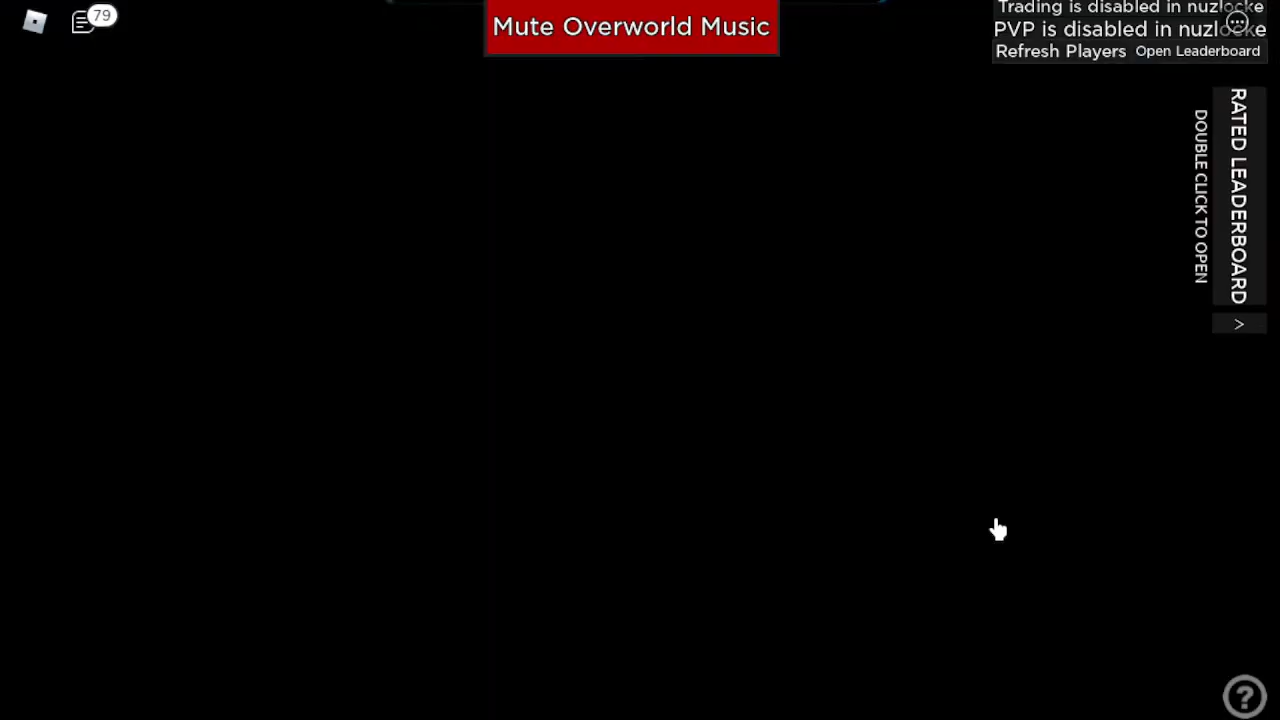 79
Mute Overworld Music
Trading is disabled in nuzlocke
PVP is disabled in nuzlocke
Refresh Players Open Leaderboard
RATED LEADERBOARD
DOUBLE CLICK TO OPEN
>
?